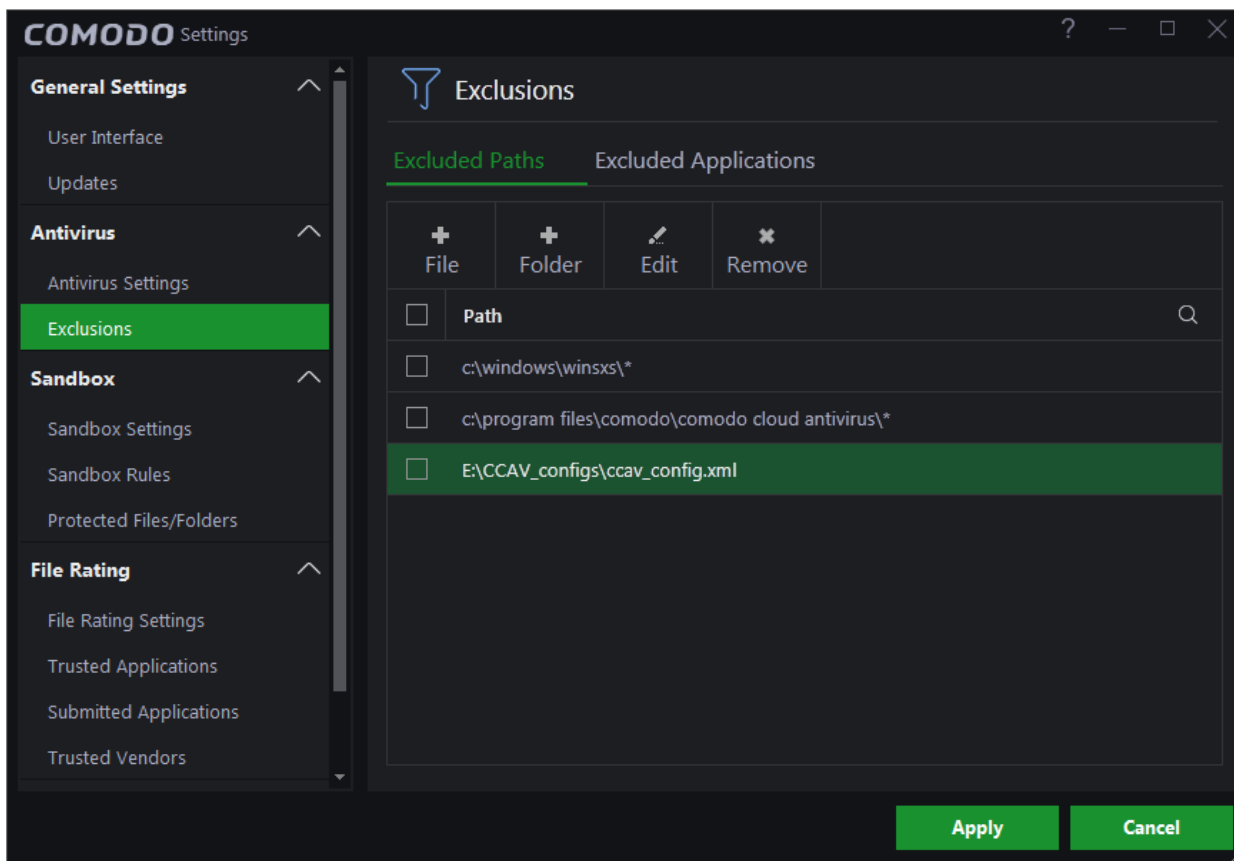 COMODO Settings
?
General Settings
User Interface
Updates
Antivirus
Antivirus Settings
Exclusions
Sandbox
Sandbox Settings
Sandbox Rules
Protected Files/Folders
File Rating
File Rating Settings
Trusted Applications
Submitted Applications
Trusted Vendors
Exclusions
Excluded Paths Excluded Applications
File Folder Edit Remove
Path
c:\windows\winsxs\*
c:\program files\comodo\comodo cloud antivirus\*
E:\CCAV_configs\ccav_config.xml
Apply Cancel